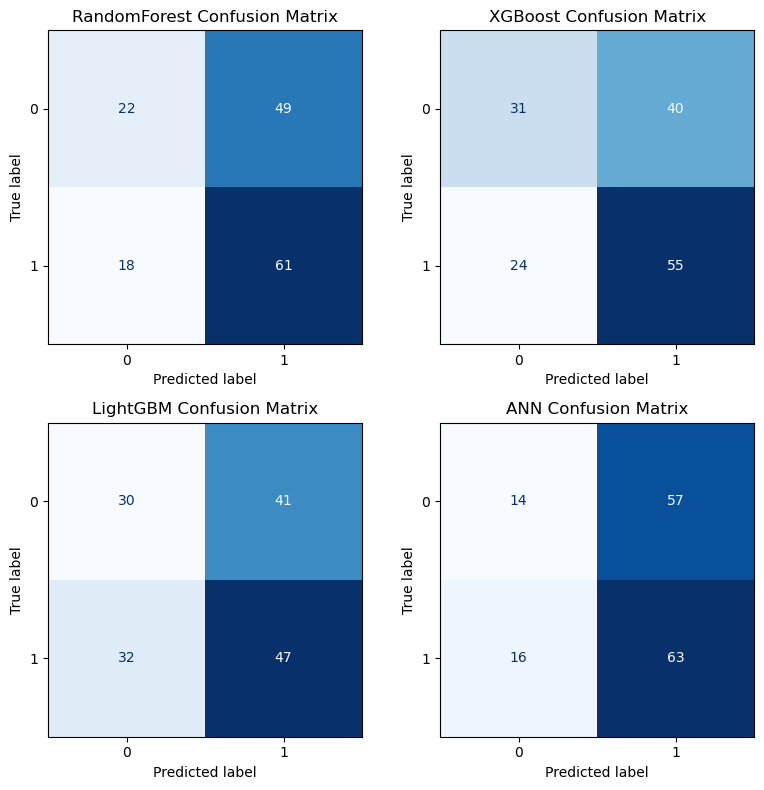 RandomForest Confusion Matrix
True label
0
22
49
1
18
61
0
1
Predicted label
XGBoost Confusion Matrix
True label
0
31
40
1
24
55
0
1
Predicted label
LightGBM Confusion Matrix
True label
0
30
41
1
32
47
0
1
Predicted label
ANN Confusion Matrix
True label
0
14
57
1
16
63
0
1
Predicted label